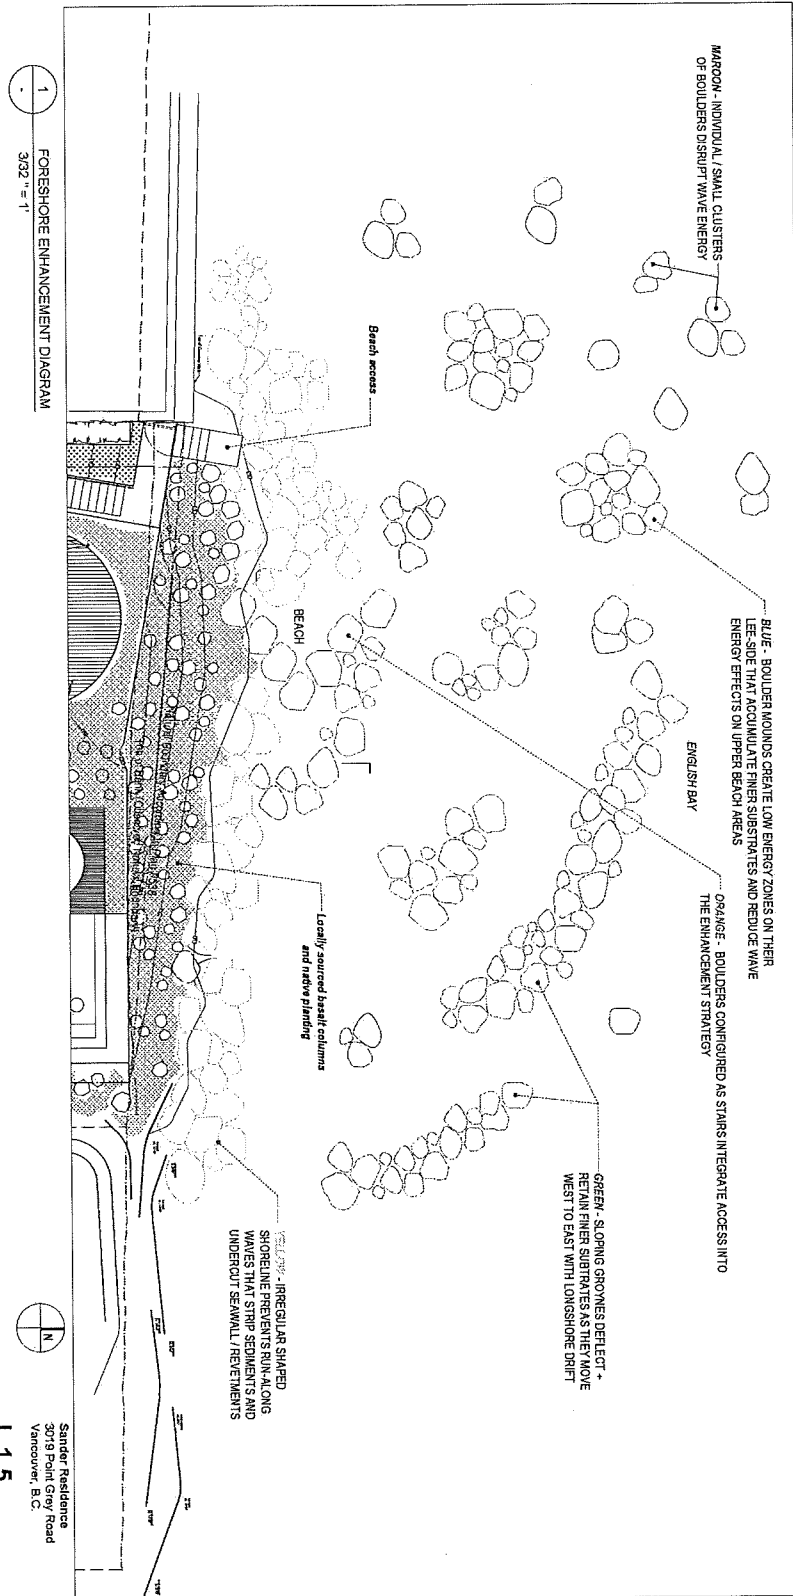 MAROON - INDIVIDUAL / SMALL CLUSTERS
OF BOULDERS DISRUPT WAVE ENERGY
BLUE - BOULDER MOUNDS CREATE LOW ENERGY ZONES ON THEIR
LEE-SIDE THAT ACCUMULATE FINER SUBSTRATES AND REDUCE WAVE
ENERGY EFFECTS ON UPPER BEACH AREAS
ENGLISH BAY
ORANGE - BOULDERS CONFIGURED AS STAIRS INTEGRATE ACCESS INTO
THE ENHANCEMENT STRATEGY
GREEN - SLOPING GROYNES DEFLECT +
RETAIN FINER SUBTRATES AS THEY MOVE
WEST TO EAST WITH LONGSHORE DRIFT
Beach access
BEACH
Locally sourced basalt columns
and native planting
YELLOW - IRREGULAR SHAPED
SHORELINE PREVENTS RUN-ALONG
WAVES THAT STRIP SEDIMENTS AND
UNDERCUT SEAWALL / REVETMENTS
1
FORESHORE ENHANCEMENT DIAGRAM
3/32 " = 1'
N
Sander Residence
3019 Point Grey Road
Vancouver, B.C.
L 1.5